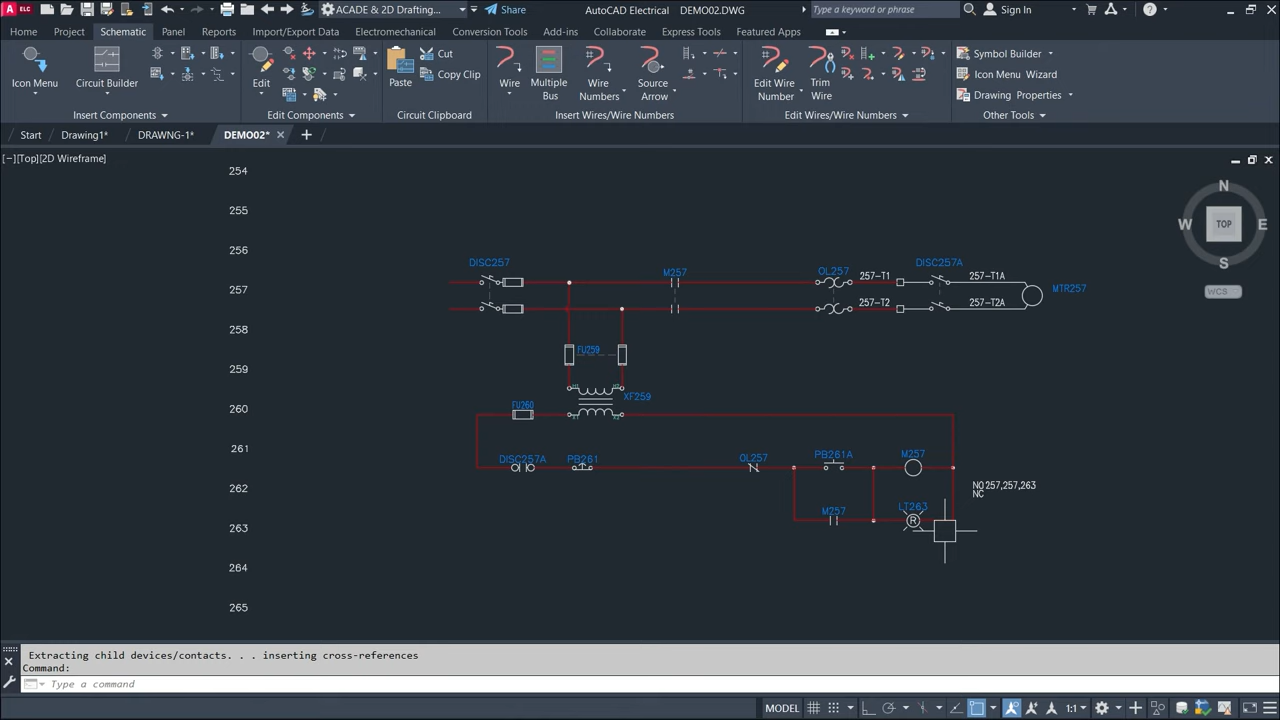 A ELC
ACADE & 2D Drafting...
Share
AutoCAD Electrical
DEMO02.DWG
Type a keyword or phrase
Sign In
Home
Project
Schematic
Panel
Reports
Import/Export Data
Electromechanical
Conversion Tools
Add-ins
Collaborate
Express Tools
Featured Apps
Icon Menu
Circuit Builder
Edit
Paste
Cut
Copy Clip
Wire
Multiple Bus
Wire Numbers
Source Arrow
Edit Wire Number
Trim Wire
Symbol Builder
Icon Menu Wizard
Drawing Properties
Insert Components
Edit Components
Circuit Clipboard
Insert Wires/Wire Numbers
Edit Wires/Wire Numbers
Other Tools
Start
Drawing1*
DRAWNG-1*
DEMO02*
[−][Top][2D Wireframe]
N
W
TOP
E
S
WCS
254
255
256
257
258
259
260
261
262
263
264
265
DISC257
M257
OL257
257-T1
DISC257A
257-T1A
MTR257
257-T2
257-T2A
FU259
XF259
FU260
DISC257A
PB261
OL257
PB261A
M257
NO 257,257,263
NC
M257
LT263
R
Extracting child devices/contacts. . . inserting cross-references
Command:
Type a command
MODEL
1:1